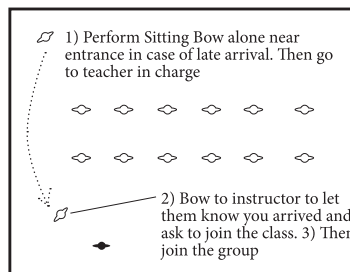 1) Perform Sitting Bow alone near
entrance in case of late arrival. Then go
to teacher in charge
2) Bow to instructor to let
them know you arrived and
ask to join the class. 3) Then
join the group